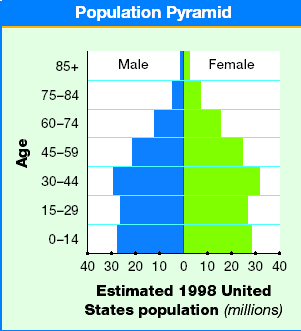 Population Pyramid
Male Female
Age
85+
75–84
60–74
45–59
30–44
15–29
0–14
40 30 20 10 0 10 20 30 40
Estimated 1998 United
States population (millions)